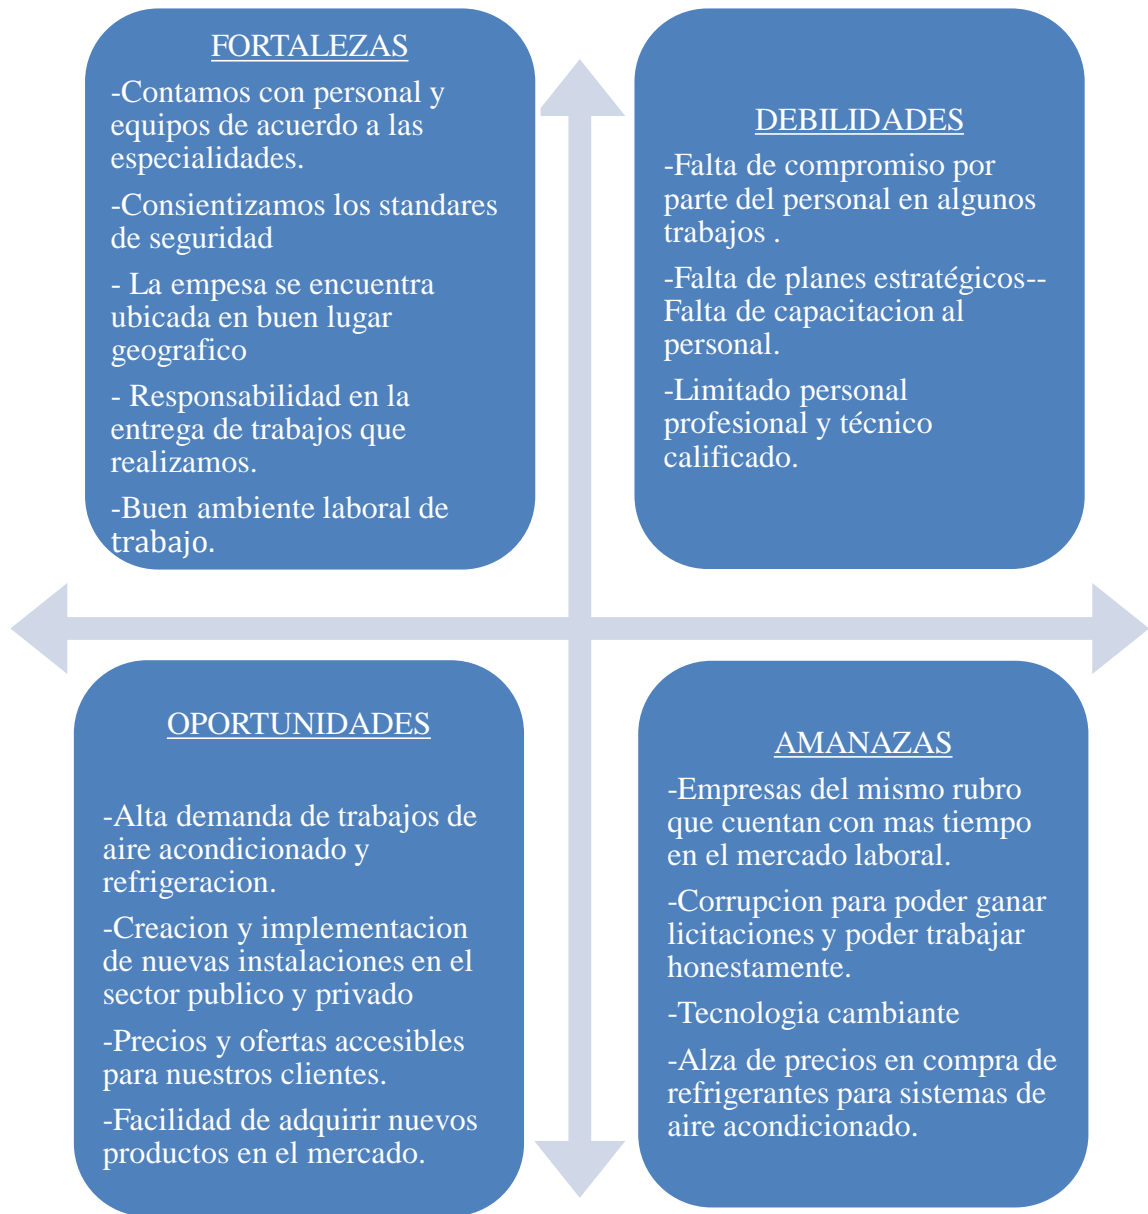 FORTALEZAS
-Contamos con personal y
equipos de acuerdo a las
especialidades.
-Consientizamos los standares
de seguridad
- La empesa se encuentra
ubicada en buen lugar
geografico
- Responsabilidad en la
entrega de trabajos que
realizamos.
-Buen ambiente laboral de
trabajo.
DEBILIDADES
-Falta de compromiso por
parte del personal en algunos
trabajos .
-Falta de planes estratégicos--
Falta de capacitacion al
personal.
-Limitado personal
profesional y técnico
calificado.
OPORTUNIDADES
-Alta demanda de trabajos de
aire acondicionado y
refrigeracion.
-Creacion y implementacion
de nuevas instalaciones en el
sector publico y privado
-Precios y ofertas accesibles
para nuestros clientes.
-Facilidad de adquirir nuevos
productos en el mercado.
AMANAZAS
-Empresas del mismo rubro
que cuentan con mas tiempo
en el mercado laboral.
-Corrupcion para poder ganar
licitaciones y poder trabajar
honestamente.
-Tecnologia cambiante
-Alza de precios en compra de
refrigerantes para sistemas de
aire acondicionado.